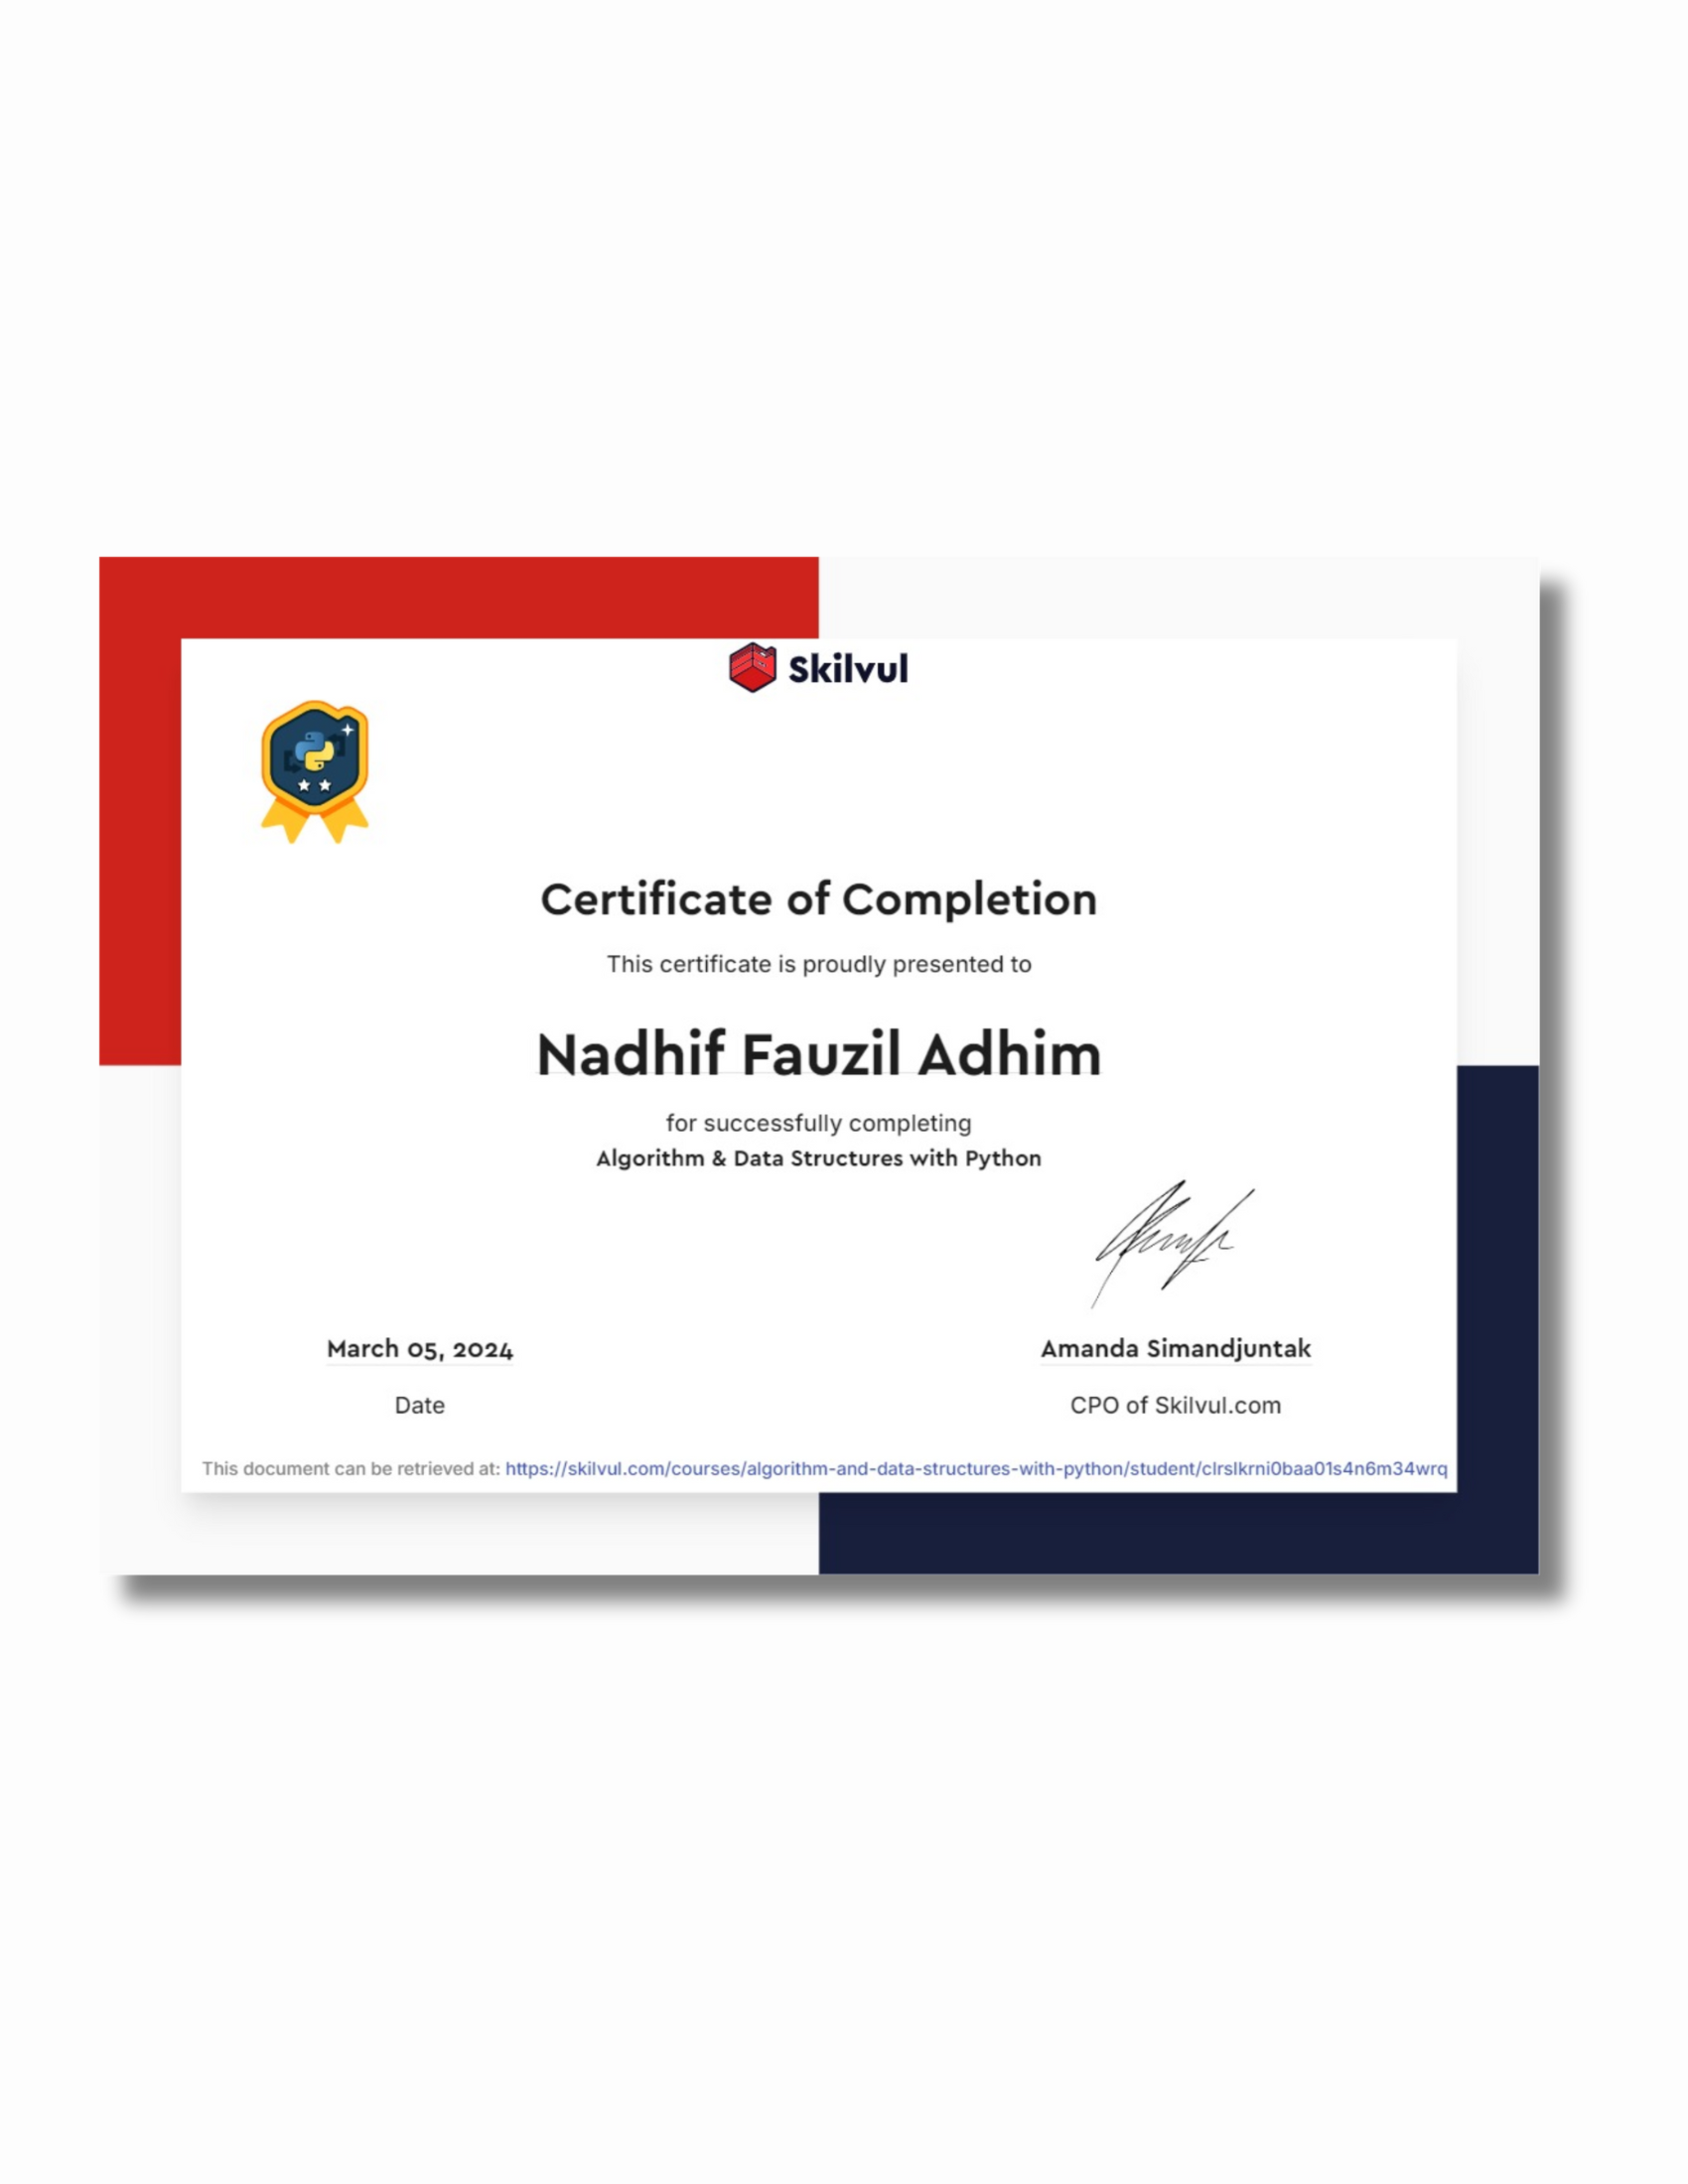 Skilvul
Certificate of Completion
This certificate is proudly presented to
Nadhif Fauzil Adhim
for successfully completing
Algorithm & Data Structures with Python
March 05, 2024
Date
Amanda Simandjuntak
CPO of Skilvul.com
This document can be retrieved at: https://skilvul.com/courses/algorithm-and-data-structures-with-python/student/clrslkrni0baa01s4n6m34wrq